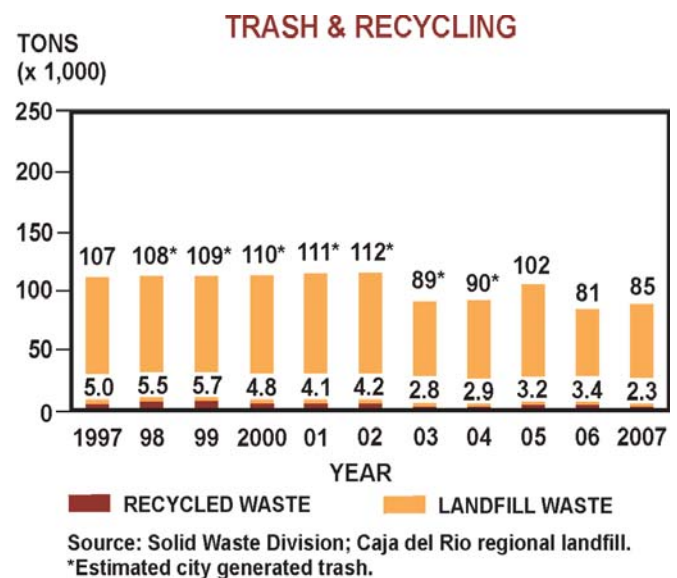 TRASH & RECYCLING
TONS
(x 1,000)
250
200
150
100
50
0
107 108* 109* 110* 111* 112* 89* 90* 102 81 85
5.0 5.5 5.7 4.8 4.1 4.2 2.8 2.9 3.2 3.4 2.3
1997 98 99 2000 01 02 03 04 05 06 2007
YEAR
RECYCLED WASTE LANDFILL WASTE
Source: Solid Waste Division; Caja del Rio regional landfill.
*Estimated city generated trash.